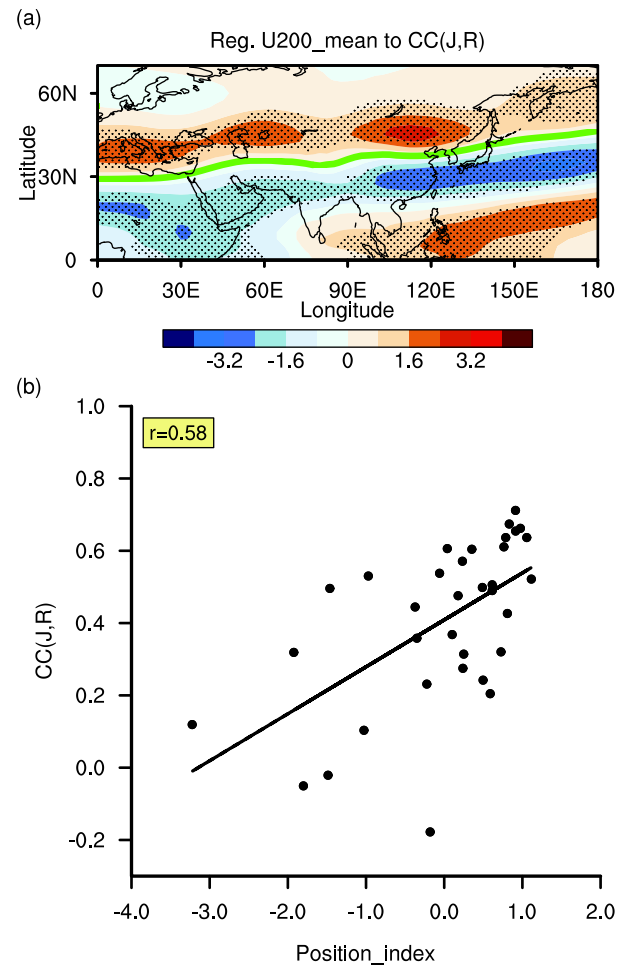 (a)
Reg. U200_mean to CC(J,R)
60N
30N
0
Latitude
0 30E 60E 90E 120E 150E 180
Longitude
-3.2 -1.6 0 1.6 3.2
(b)
1.0
r=0.58
0.8
0.6
0.4
0.2
0.0
-0.2
CC(J,R)
-4.0 -3.0 -2.0 -1.0 0.0 1.0 2.0
Position_index